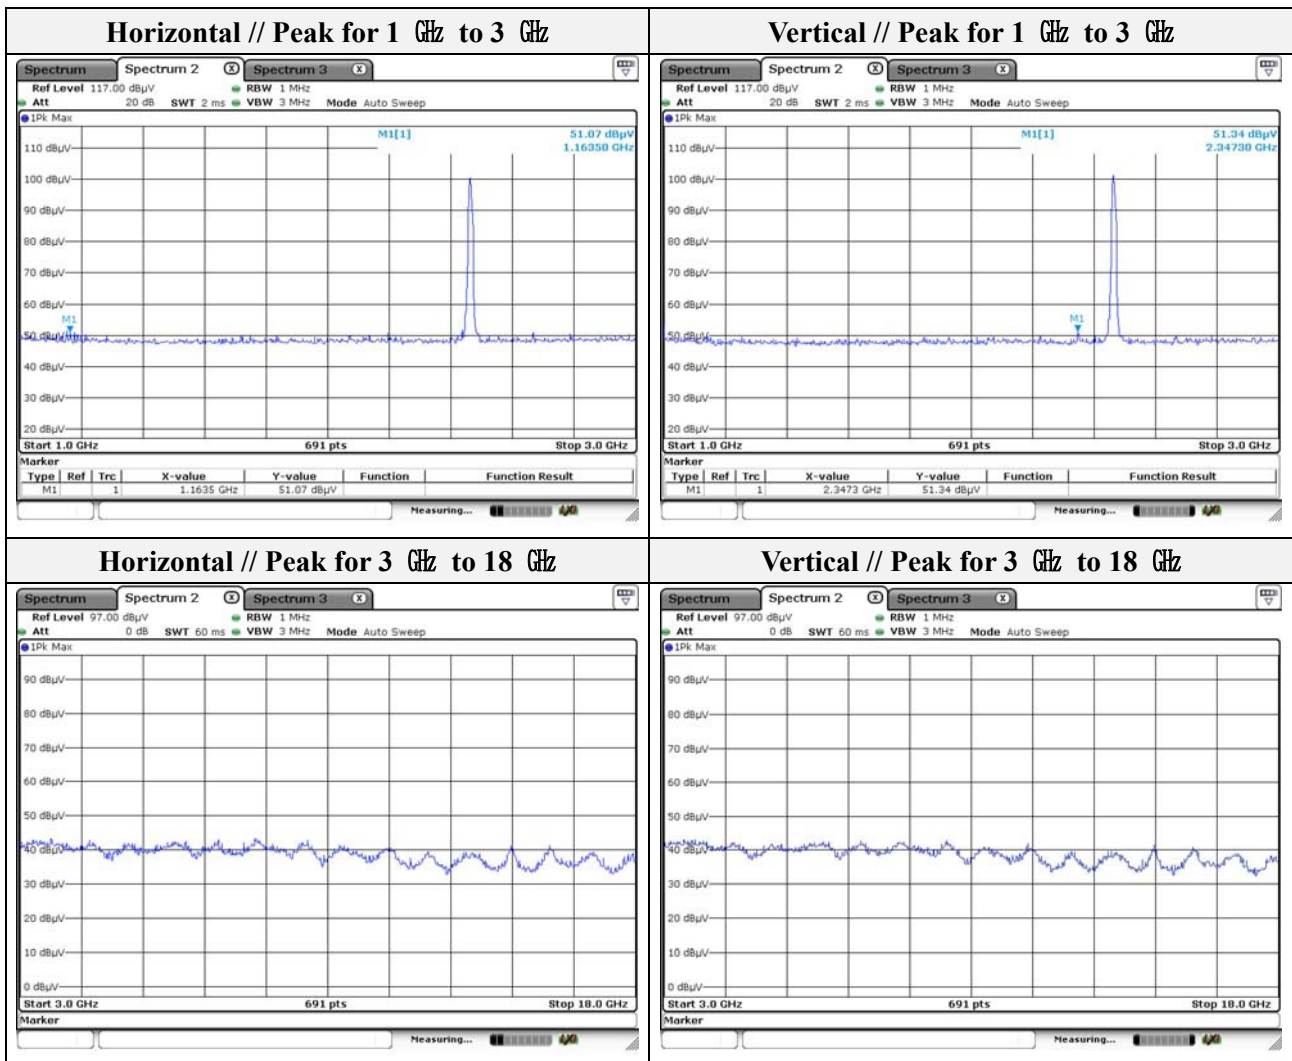 Horizontal // Peak for 1 ㎓ to 3 ㎓
Spectrum Spectrum 2 Spectrum 3
Ref Level 117.00 dBµV RBW 1 MHz
Att 20 dB SWT 2 ms VBW 3 MHz Mode Auto Sweep
1Pk Max
M1[1] 51.07 dBµV
1.16350 GHz
110 dBµV
100 dBµV
90 dBµV
80 dBµV
70 dBµV
60 dBµV
M1
50 dBµV
40 dBµV
30 dBµV
20 dBµV
Start 1.0 GHz 691 pts Stop 3.0 GHz
Marker
Type Ref Trc X-value Y-value Function Function Result
M1 1 1.1635 GHz 51.07 dBµV
Measuring...
Vertical // Peak for 1 ㎓ to 3 ㎓
Spectrum Spectrum 2 Spectrum 3
Ref Level 117.00 dBµV RBW 1 MHz
Att 20 dB SWT 2 ms VBW 3 MHz Mode Auto Sweep
1Pk Max
M1[1] 51.34 dBµV
2.34730 GHz
110 dBµV
100 dBµV
90 dBµV
80 dBµV
70 dBµV
60 dBµV
M1
50 dBµV
40 dBµV
30 dBµV
20 dBµV
Start 1.0 GHz 691 pts Stop 3.0 GHz
Marker
Type Ref Trc X-value Y-value Function Function Result
M1 1 2.3473 GHz 51.34 dBµV
Measuring...
Horizontal // Peak for 3 ㎓ to 18 ㎓
Spectrum Spectrum 2 Spectrum 3
Ref Level 97.00 dBµV RBW 1 MHz
Att 0 dB SWT 60 ms VBW 3 MHz Mode Auto Sweep
1Pk Max
90 dBµV
80 dBµV
70 dBµV
60 dBµV
50 dBµV
40 dBµV
30 dBµV
20 dBµV
10 dBµV
0 dBµV
Start 3.0 GHz 691 pts Stop 18.0 GHz
Marker
Measuring...
Vertical // Peak for 3 ㎓ to 18 ㎓
Spectrum Spectrum 2 Spectrum 3
Ref Level 97.00 dBµV RBW 1 MHz
Att 0 dB SWT 60 ms VBW 3 MHz Mode Auto Sweep
1Pk Max
90 dBµV
80 dBµV
70 dBµV
60 dBµV
50 dBµV
40 dBµV
30 dBµV
20 dBµV
10 dBµV
0 dBµV
Start 3.0 GHz 691 pts Stop 18.0 GHz
Marker
Measuring...